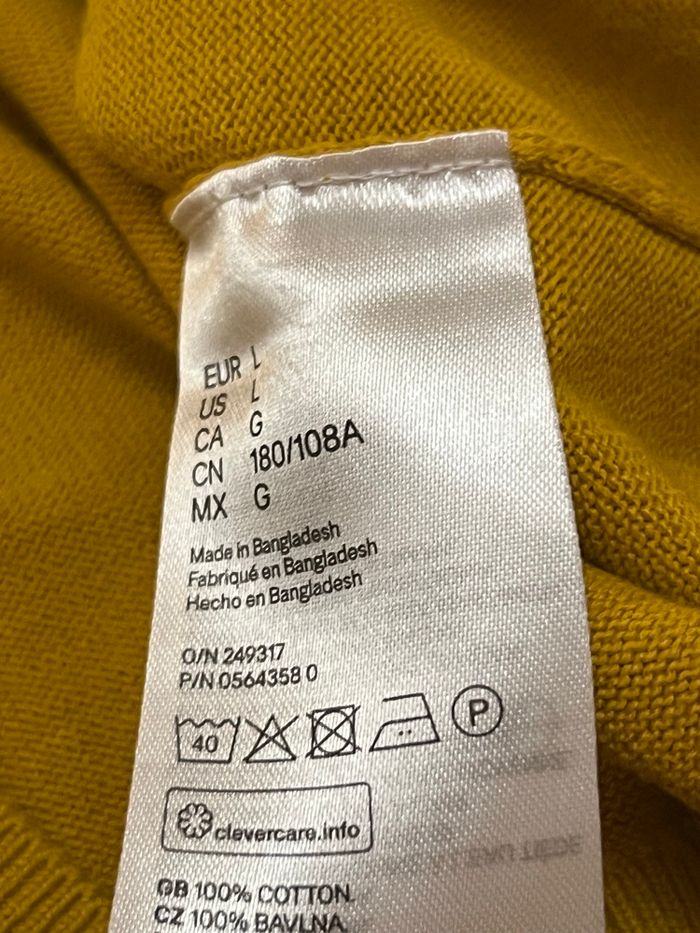 EUR L
US L
CA G
CN 180/108A
MX G
Made in Bangladesh
Fabriqué en Bangladesh
Hecho en Bangladesh
O/N 249317
P/N 0564358 0
40
P
clevercare.info
GB 100% COTTON
CZ 100% BAVLNA